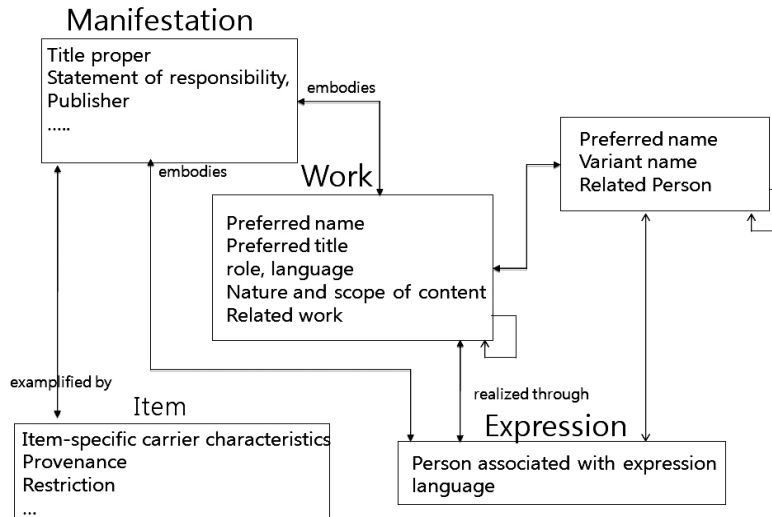 Manifestation
Title proper
Statement of responsibility,
Publisher
.....
embodies
embodies
Work
Preferred name
Preferred title
role, language
Nature and scope of content
Related work
Preferred name
Variant name
Related Person
examplified by
Item
Item-specific carrier characteristics
Provenance
Restriction
...
realized through
Expression
Person associated with expression
language